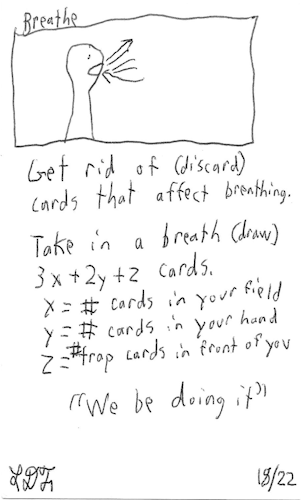 Breathe
Get rid of (discard)
cards that affect breathing.
Take in a breath (draw)
3x+2y+z cards.
x = # cards in your field
y = # cards in your hand
z = # trap cards in front of you
"We be doing it"
18/22